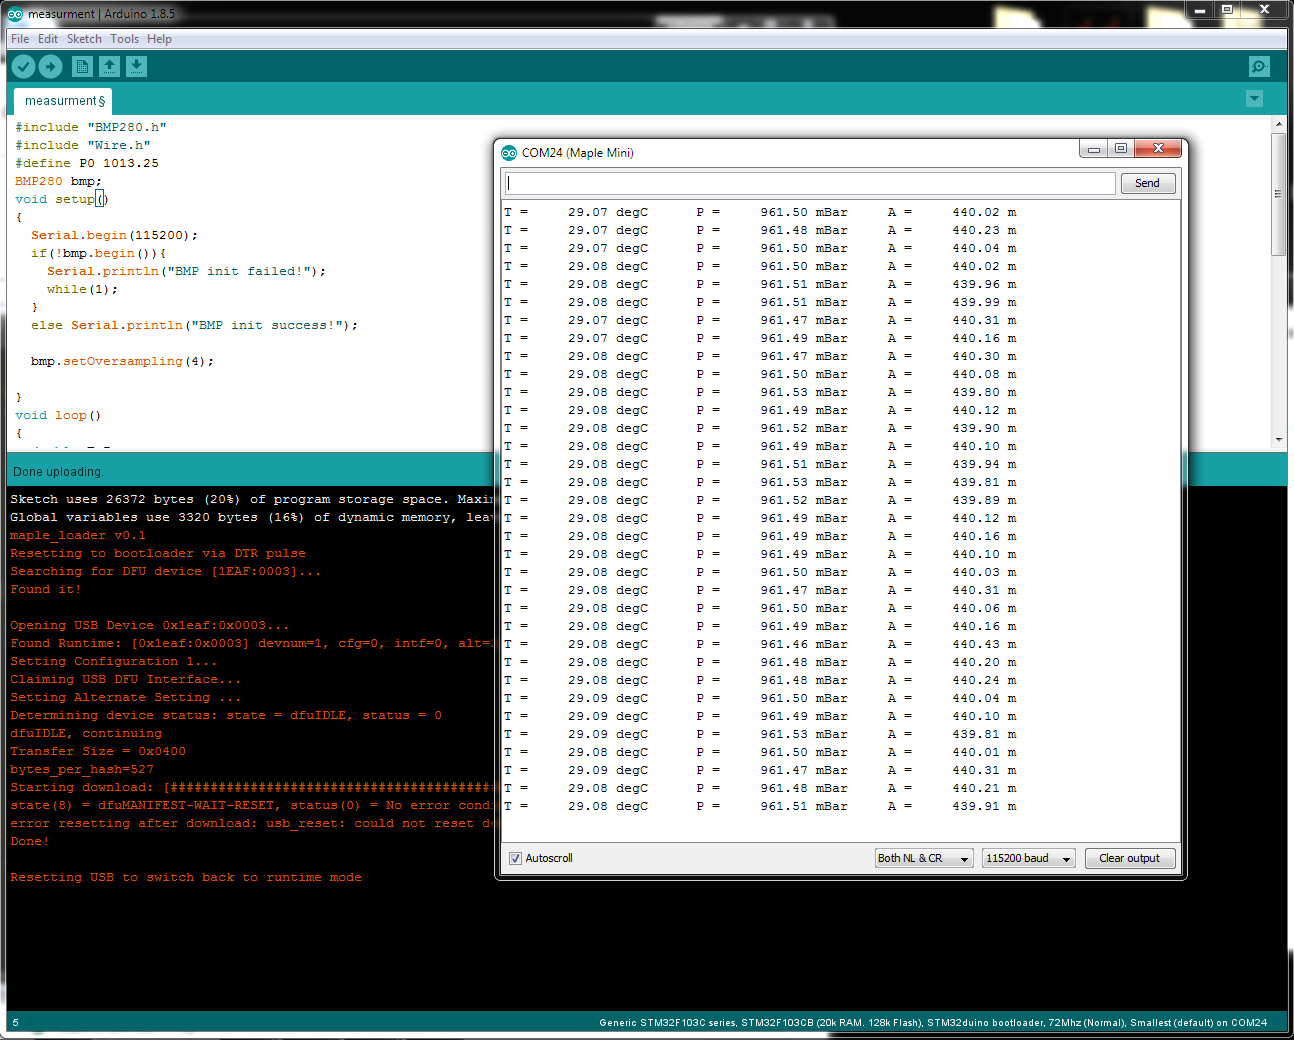 measurment | Arduino 1.8.5
File Edit Sketch Tools Help
measurment §
#include "BMP280.h"
#include "Wire.h"
#define P0 1013.25
BMP280 bmp;
void setup()
{
Serial.begin(115200);
if(!bmp.begin()){
Serial.println("BMP init failed!");
while(1);
}
else Serial.println("BMP init success!");
bmp.setOversampling(4);
}
void loop()
{
Done uploading.
Sketch uses 26372 bytes (20%) of program storage space.
Global variables use 3320 bytes (16%) of dynamic memory,
maple_loader v0.1
Resetting to bootloader via DTR pulse
Searching for DFU device [1EAF:0003]...
Found it!
Opening USB Device 0x1eaf:0x0003...
Found Runtime: [0x1eaf:0x0003] devnum=1, cfg=0, intf=0, alt=
Setting Configuration 1...
Claiming USB DFU Interface...
Setting Alternate Setting ...
Determining device status: state = dfuIDLE, status = 0
dfuIDLE, continuing
Transfer Size = 0x0400
bytes_per_hash=527
Starting download: [#########################################
state(8) = dfuMANIFEST-WAIT-RESET, status(0) = No error
error resetting after download: usb_reset: could not reset
Done!
Resetting USB to switch back to runtime mode
5
Generic STM32F103C series, STM32F103CB (20k RAM. 128k Flash), STM32duino bootloader, 72Mhz (Normal), Smallest (default) on COM24
COM24 (Maple Mini)
Send
T = 29.07 degC P = 961.50 mBar A = 440.02 m
T = 29.07 degC P = 961.48 mBar A = 440.23 m
T = 29.07 degC P = 961.50 mBar A = 440.04 m
T = 29.08 degC P = 961.50 mBar A = 440.02 m
T = 29.08 degC P = 961.51 mBar A = 439.96 m
T = 29.08 degC P = 961.51 mBar A = 439.99 m
T = 29.07 degC P = 961.47 mBar A = 440.31 m
T = 29.07 degC P = 961.49 mBar A = 440.16 m
T = 29.08 degC P = 961.47 mBar A = 440.30 m
T = 29.08 degC P = 961.50 mBar A = 440.08 m
T = 29.08 degC P = 961.53 mBar A = 439.80 m
T = 29.08 degC P = 961.49 mBar A = 440.12 m
T = 29.08 degC P = 961.52 mBar A = 439.90 m
T = 29.08 degC P = 961.49 mBar A = 440.10 m
T = 29.08 degC P = 961.51 mBar A = 439.94 m
T = 29.08 degC P = 961.53 mBar A = 439.81 m
T = 29.08 degC P = 961.52 mBar A = 439.89 m
T = 29.08 degC P = 961.49 mBar A = 440.12 m
T = 29.08 degC P = 961.49 mBar A = 440.16 m
T = 29.08 degC P = 961.49 mBar A = 440.10 m
T = 29.08 degC P = 961.50 mBar A = 440.03 m
T = 29.08 degC P = 961.47 mBar A = 440.31 m
T = 29.08 degC P = 961.50 mBar A = 440.06 m
T = 29.08 degC P = 961.49 mBar A = 440.16 m
T = 29.08 degC P = 961.46 mBar A = 440.43 m
T = 29.08 degC P = 961.48 mBar A = 440.20 m
T = 29.08 degC P = 961.48 mBar A = 440.24 m
T = 29.09 degC P = 961.50 mBar A = 440.04 m
T = 29.09 degC P = 961.49 mBar A = 440.10 m
T = 29.09 degC P = 961.53 mBar A = 439.81 m
T = 29.08 degC P = 961.50 mBar A = 440.01 m
T = 29.09 degC P = 961.47 mBar A = 440.31 m
T = 29.08 degC P = 961.48 mBar A = 440.21 m
T = 29.08 degC P = 961.51 mBar A = 439.91 m
Autoscroll
Both NL & CR
115200 baud
Clear output